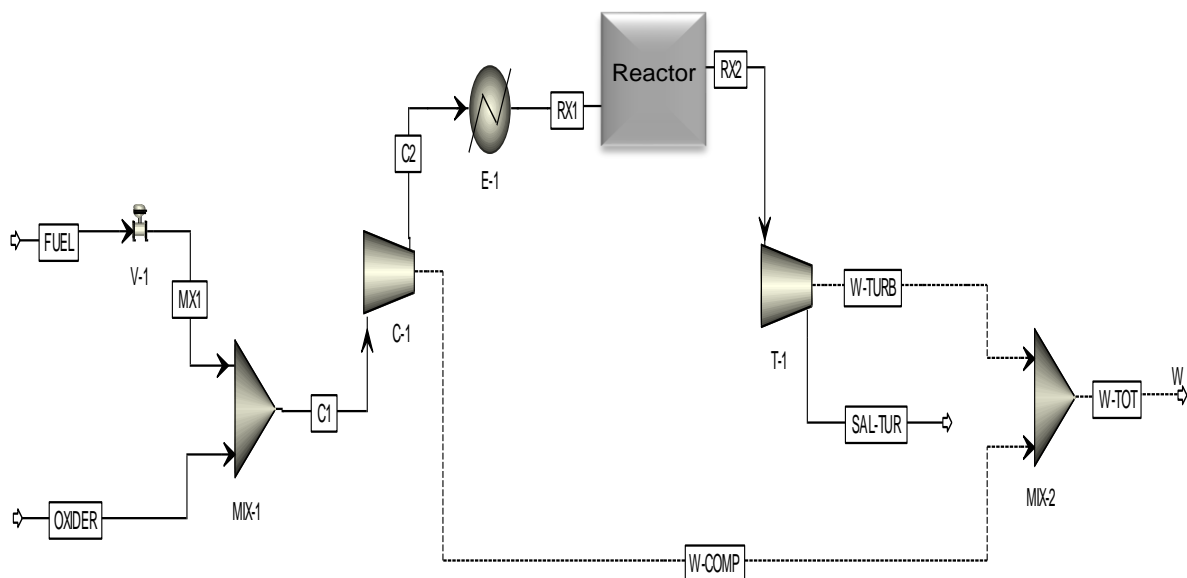 Reactor
RX2
RX1
C2
E-1
FUEL
V-1
MX1
C-1
W-TURB
T-1
C1
W
W-TOT
SAL-TUR
MIX-1
MIX-2
OXIDER
W-COMP